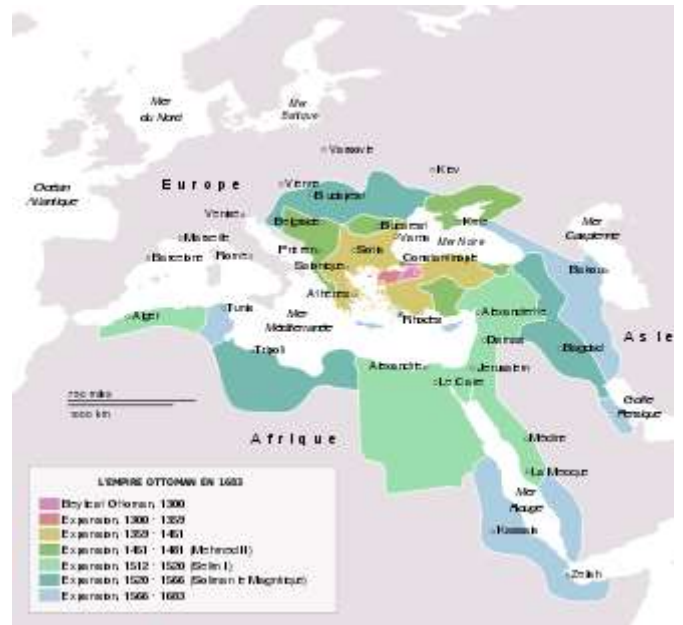 Mer
du Nord
Mer
Baltique
Varsovie
Kiev
Océan
Atlantique
Europe
Vienne
Budapest
Venise
Belgrade
Bucarest
Mer
Caspienne
Marseille
Varna
Mer Noire
Barcelone
Rome
Sofia
Constantinople
Bakou
Salonique
Athènes
Alger
Tunis
Mer
Méditerranée
Rhodes
Asie
Tripoli
Damas
Bagdad
Alexandrie
Jérusalem
Le Caire
Golfe
Persique
750 miles
1000 km
Afrique
Médine
La Mecque
Mer
Rouge
L'EMPIRE OTTOMAN EN 1683
Beylicat Ottoman, 1300
Expansion, 1300 - 1359
Expansion, 1359 - 1451
Expansion, 1451 - 1481 (Mehmed II)
Expansion, 1512 - 1520 (Selim I)
Expansion, 1520 - 1566 (Soliman le Magnifique)
Expansion, 1566 - 1683